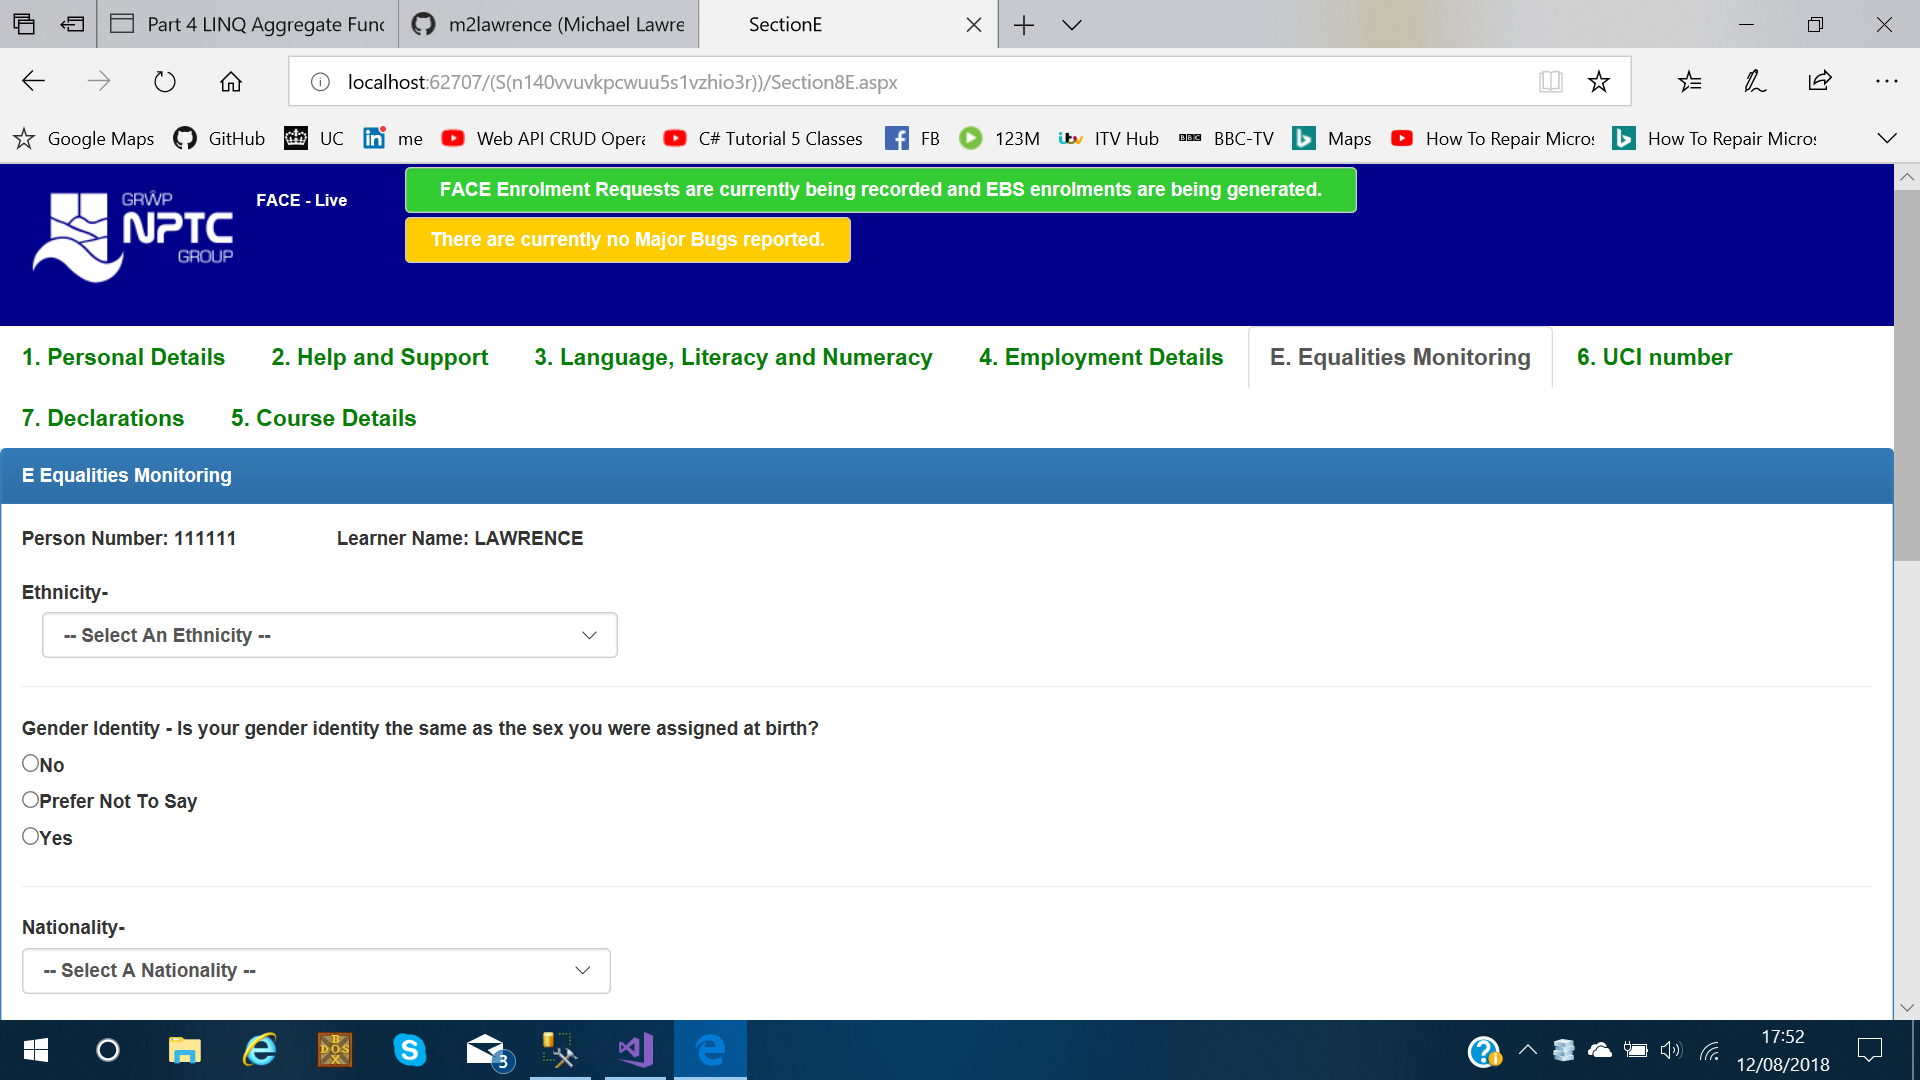 Part 4 LINQ Aggregate Func
m2lawrence (Michael Lawre
SectionE
localhost:62707/(S(n140vvuvkpcwuu5s1vzhio3r))/Section8E.aspx
Google Maps GitHub UC me Web API CRUD Opera C# Tutorial 5 Classes FB 123M ITV Hub BBC-TV Maps How To Repair Micros How To Repair Micros
GRŴP
NPTC
GROUP
FACE - Live
FACE Enrolment Requests are currently being recorded and EBS enrolments are being generated.
There are currently no Major Bugs reported.
1. Personal Details 2. Help and Support 3. Language, Literacy and Numeracy 4. Employment Details E. Equalities Monitoring 6. UCI number
7. Declarations 5. Course Details
E Equalities Monitoring
Person Number: 111111 Learner Name: LAWRENCE
Ethnicity-
-- Select An Ethnicity --
Gender Identity - Is your gender identity the same as the sex you were assigned at birth?
No
Prefer Not To Say
Yes
Nationality-
-- Select A Nationality --
3
17:52
12/08/2018